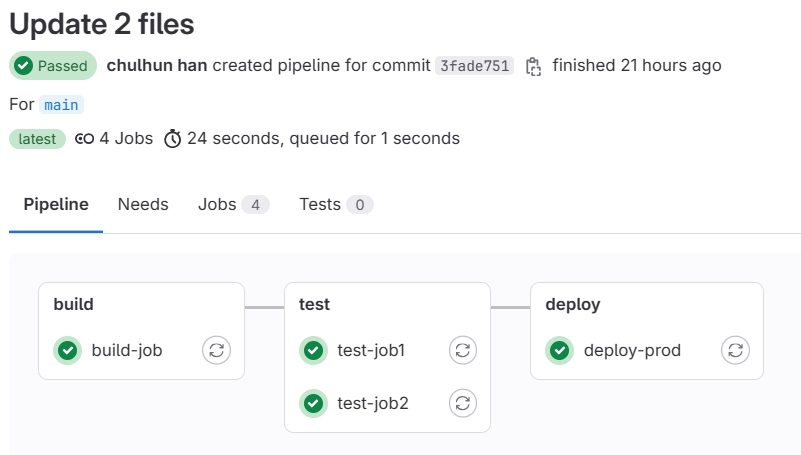 Update 2 files
Passed chulhun han created pipeline for commit 3fade751 finished 21 hours ago
For main
latest 4 Jobs 24 seconds, queued for 1 seconds
Pipeline Needs Jobs 4 Tests 0
build test deploy
build-job test-job1 deploy-prod
test-job2